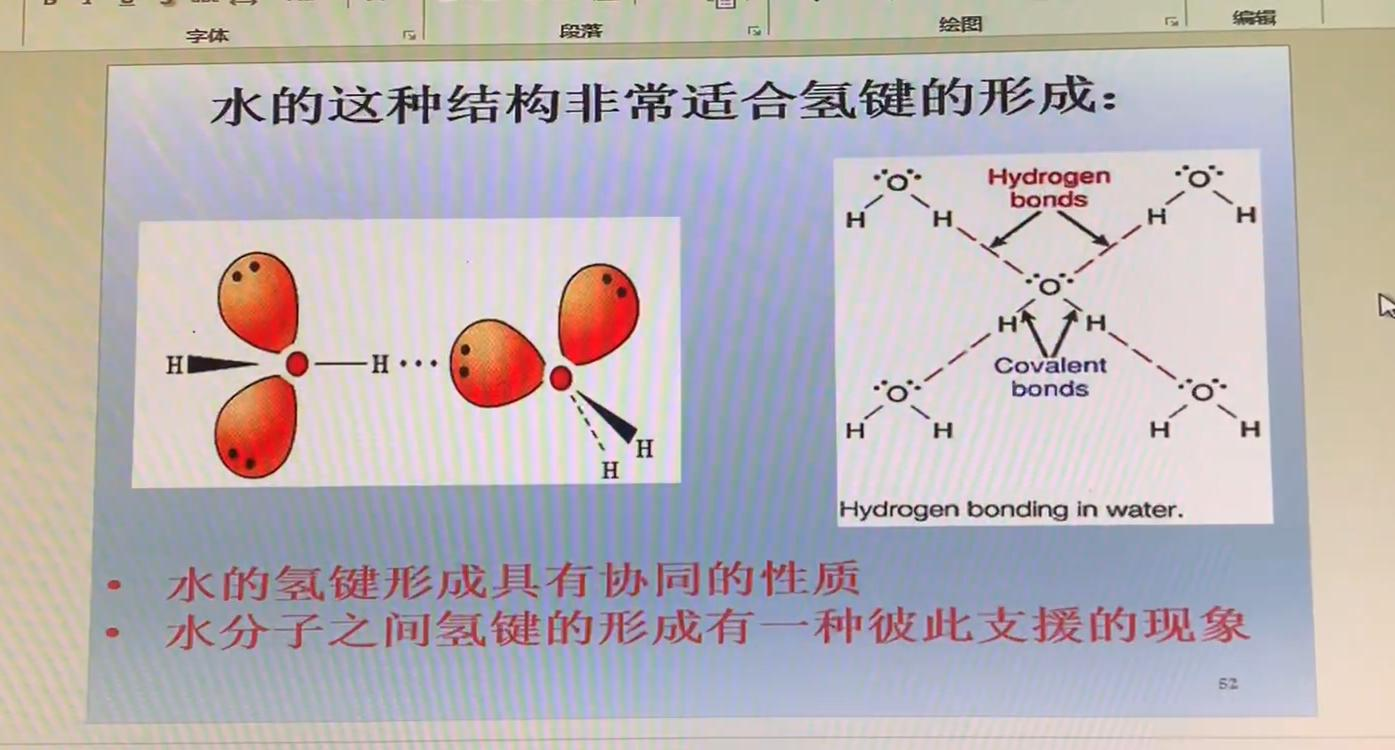 字体
段落
绘图
编辑
水的这种结构非常适合氢键的形成：
H
H
H
H
O
H
H
Hydrogen
bonds
O
H
H
O
H
H
Covalent
bonds
O
H
H
O
H
H
Hydrogen bonding in water.
• 水的氢键形成具有协同的性质
• 水分子之间氢键的形成有一种彼此支援的现象
52